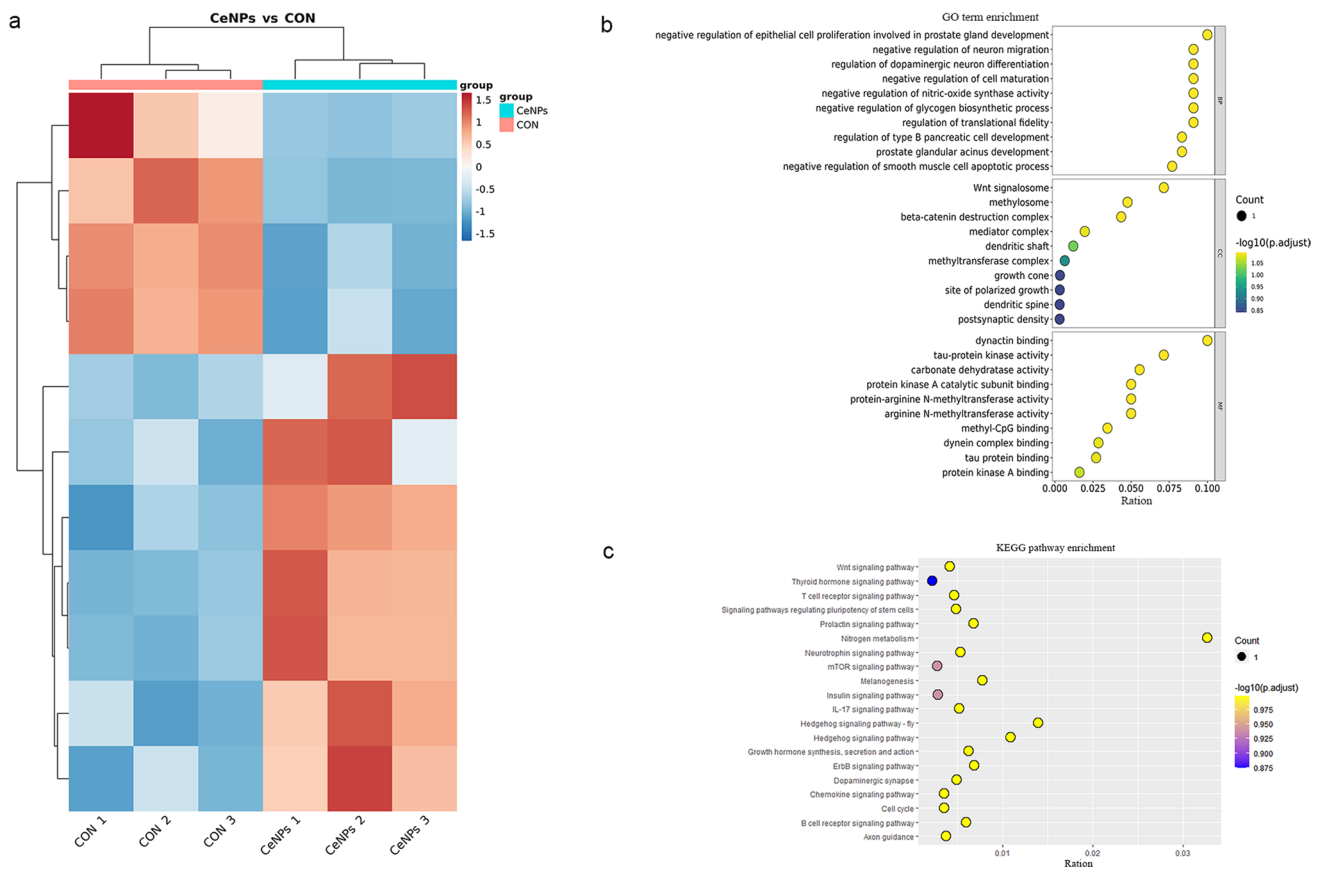 a
CeNPs vs CON
group
1.5
1
0.5
0
-0.5
-1
-1.5
group
CeNPs
CON
CON 1
CON 2
CON 3
CeNPs 1
CeNPs 2
CeNPs 3
b
GO term enrichment
negative regulation of epithelial cell proliferation involved in prostate gland development
negative regulation of neuron migration
regulation of dopaminergic neuron differentiation
negative regulation of cell maturation
negative regulation of nitric-oxide synthase activity
negative regulation of glycogen biosynthetic process
regulation of translational fidelity
regulation of type B pancreatic cell development
prostate glandular acinus development
negative regulation of smooth muscle cell apoptotic process
BP
Wnt signalosome
methylosome
beta-catenin destruction complex
mediator complex
dendritic shaft
methyltransferase complex
growth cone
site of polarized growth
dendritic spine
postsynaptic density
CC
dynactin binding
tau-protein kinase activity
carbonate dehydratase activity
protein kinase A catalytic subunit binding
protein-arginine N-methyltransferase activity
arginine N-methyltransferase activity
methyl-CpG binding
dynein complex binding
tau protein binding
protein kinase A binding
MF
0.000 0.025 0.050 0.075 0.100
Ration
Count
1
-log10(p.adjust)
1.05
1.00
0.95
0.90
0.85
c
KEGG pathway enrichment
Wnt signaling pathway
Thyroid hormone signaling pathway
T cell receptor signaling pathway
Signaling pathways regulating pluripotency of stem cells
Prolactin signaling pathway
Nitrogen metabolism
Neurotrophin signaling pathway
mTOR signaling pathway
Melanogenesis
Insulin signaling pathway
IL-17 signaling pathway
Hedgehog signaling pathway - fly
Hedgehog signaling pathway
Growth hormone synthesis, secretion and action
ErbB signaling pathway
Dopaminergic synapse
Chemokine signaling pathway
Cell cycle
B cell receptor signaling pathway
Axon guidance
0.01 0.02 0.03
Ration
Count
1
-log10(p.adjust)
0.975
0.950
0.925
0.900
0.875